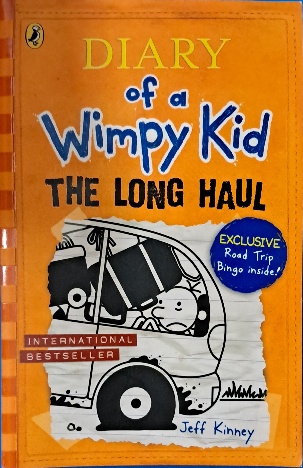 DIARY
of a
Wimpy Kid
THE LONG HAUL
EXCLUSIVE
Road Trip
Bingo inside!
INTERNATIONAL
BESTSELLER
Jeff Kinney